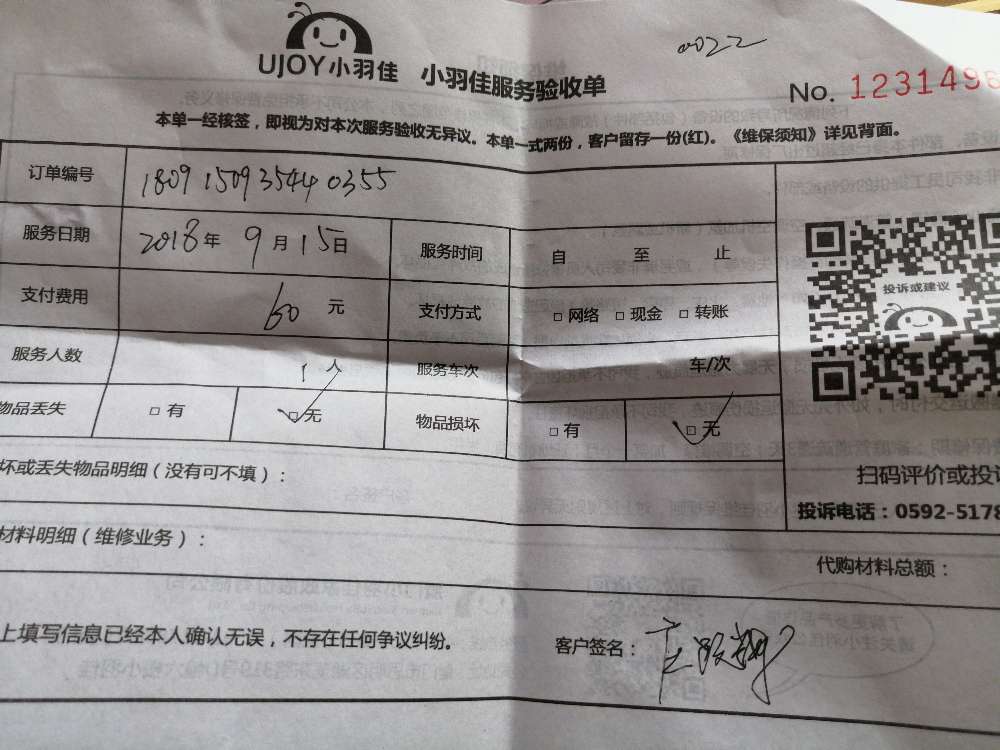 0022
UJOY小羽佳 小羽佳服务验收单
No. 1231496
本单一经核签，即视为对本次服务验收无异议。本单一式两份，客户留存一份(红)。《维保须知》详见背面。
订单编号 1809150935440355
服务日期 2018年 9月15日 服务时间 自 至 止
支付费用 60 元 支付方式 □ 网络 □ 现金 □ 转账
服务人数 1人 服务车次 车/次
物品丢失 □ 有 □ 无 物品损坏 □ 有 □ 无
投诉或建议
坏或丢失物品明细（没有可不填）：
扫码评价或投诉
投诉电话：0592-5178
材料明细（维修业务）：
代购材料总额：
上填写信息已经本人确认无误，不存在任何争议纠纷。
客户签名：